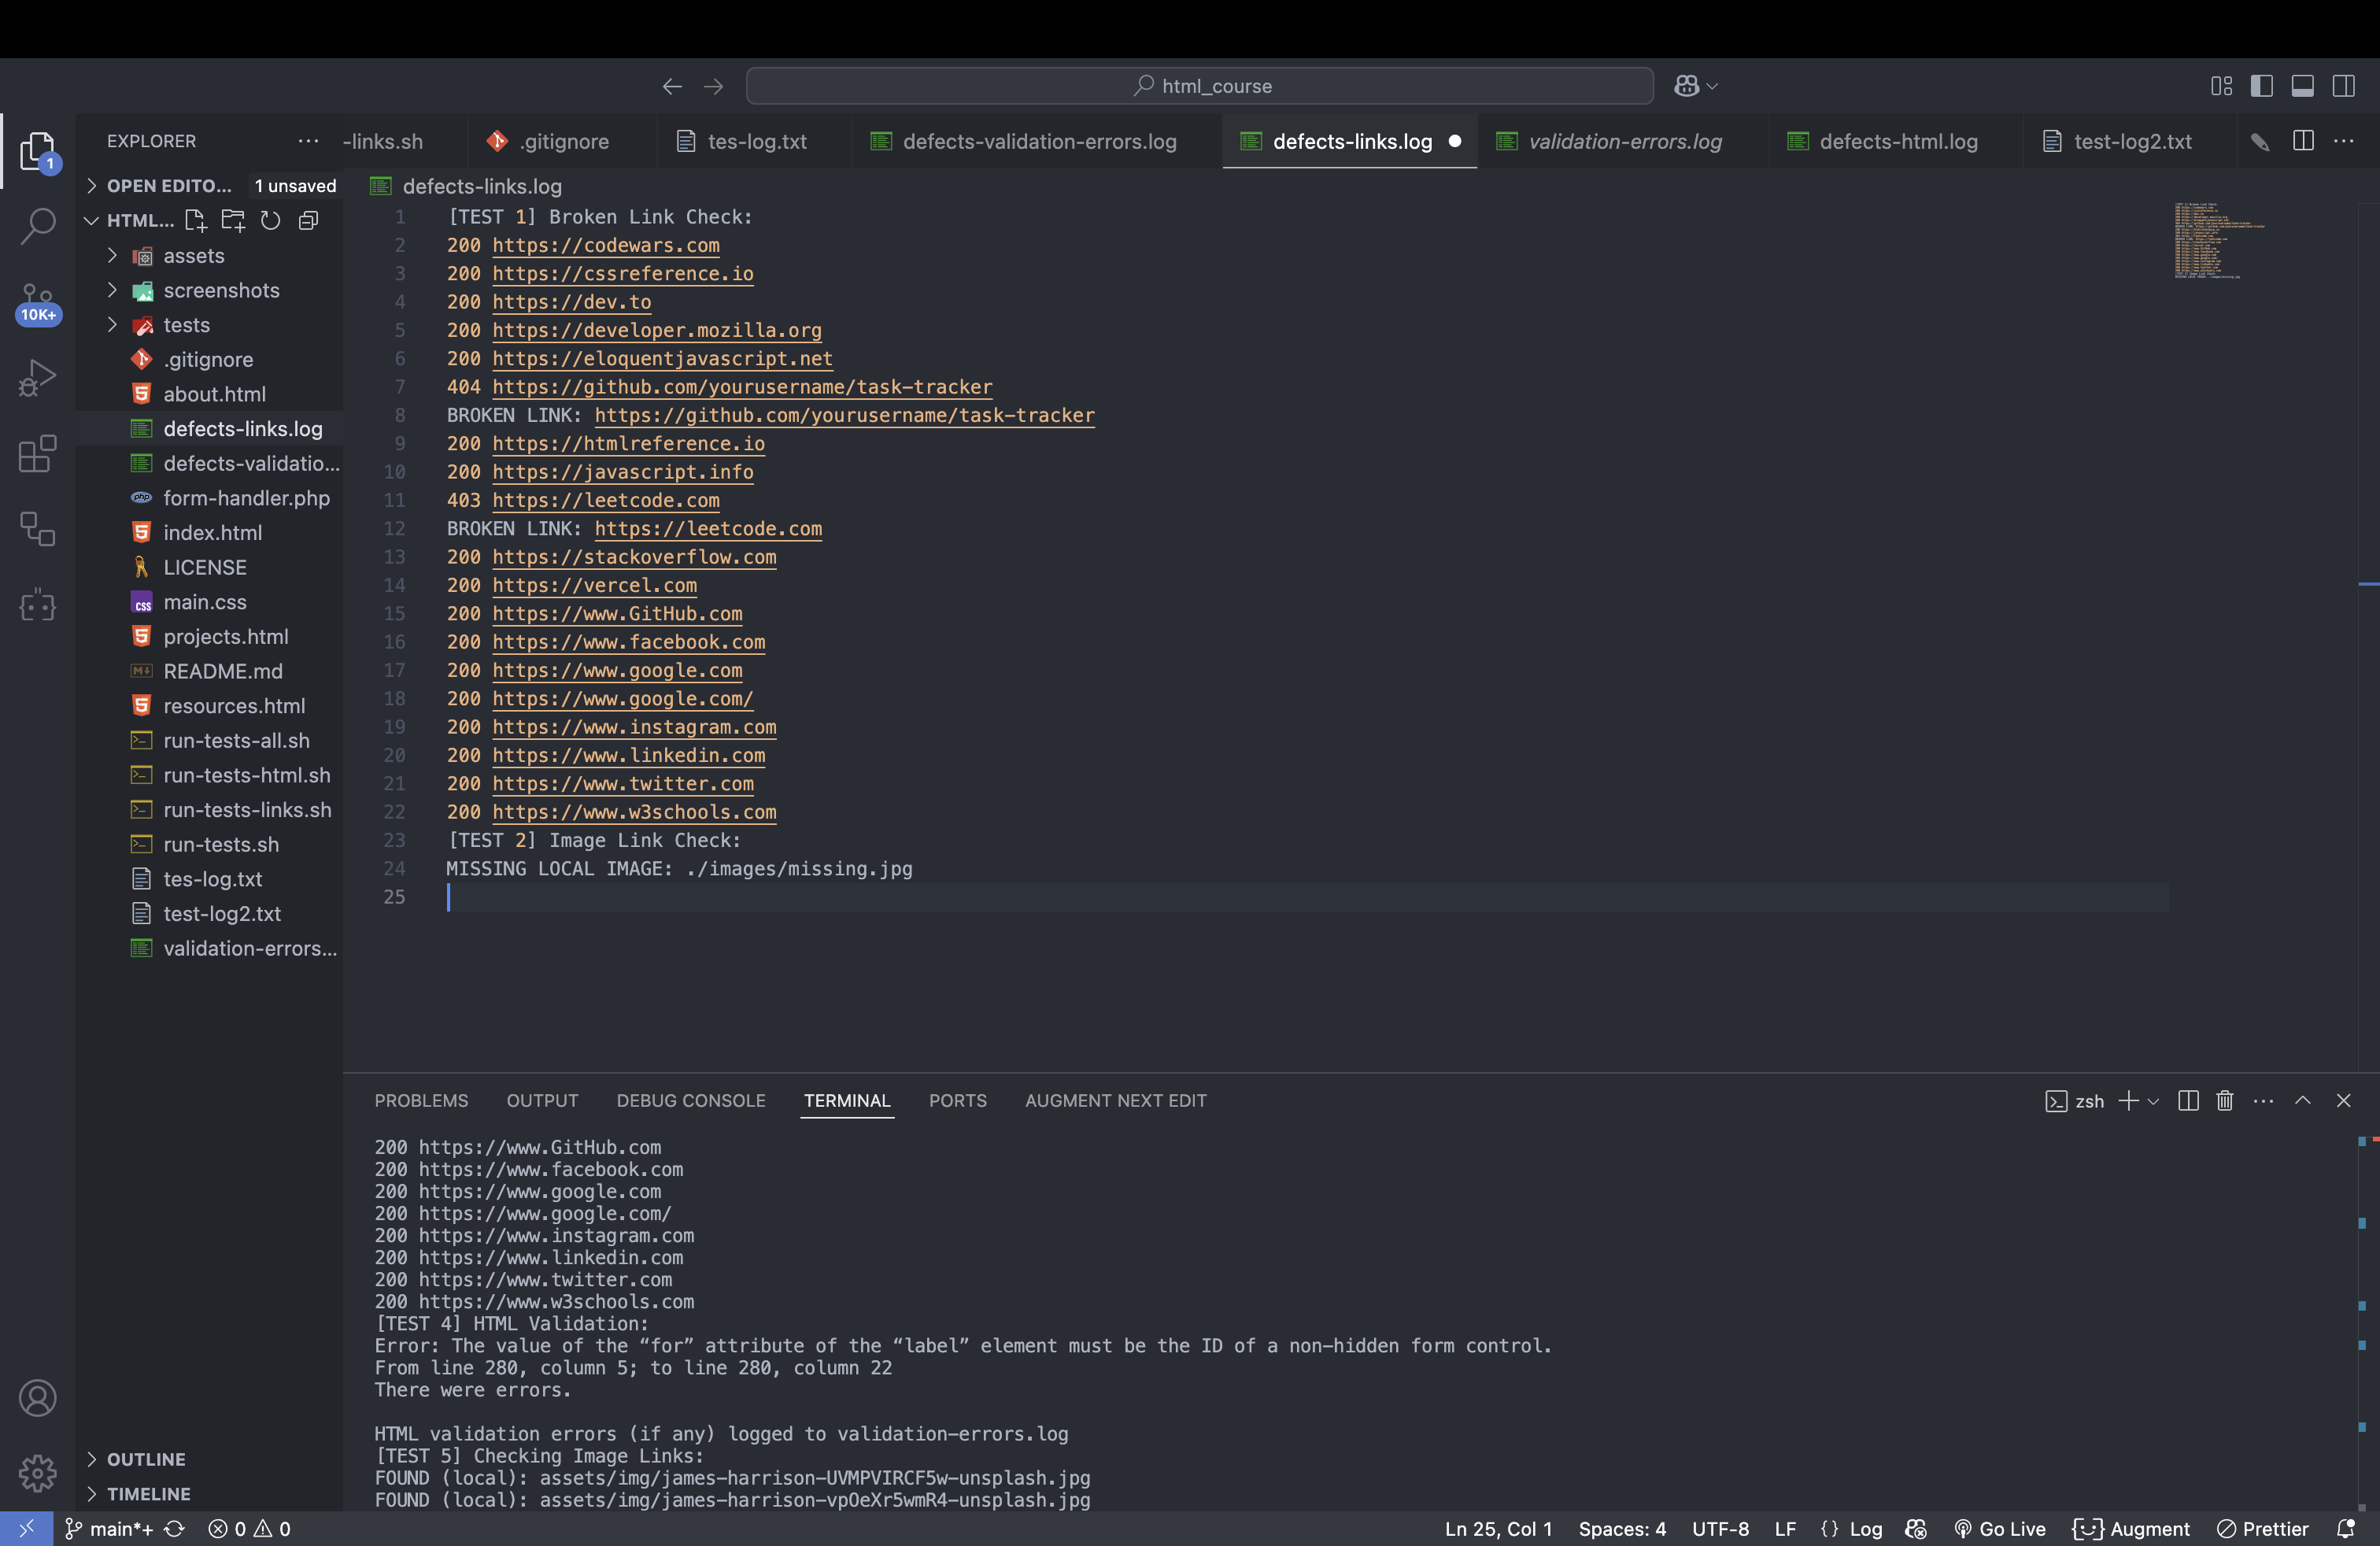 html_course
EXPLORER
-links.sh
.gitignore
tes-log.txt
defects-validation-errors.log
defects-links.log
validation-errors.log
defects-html.log
test-log2.txt
1
10K+
OPEN EDITO... 1 unsaved
HTML...
assets
screenshots
tests
.gitignore
about.html
defects-links.log
defects-validatio...
form-handler.php
index.html
LICENSE
main.css
projects.html
README.md
resources.html
run-tests-all.sh
run-tests-html.sh
run-tests-links.sh
run-tests.sh
tes-log.txt
test-log2.txt
validation-errors...
OUTLINE
TIMELINE
defects-links.log
1 [TEST 1] Broken Link Check:
2 200 https://codewars.com
3 200 https://cssreference.io
4 200 https://dev.to
5 200 https://developer.mozilla.org
6 200 https://eloquentjavascript.net
7 404 https://github.com/yourusername/task-tracker
8 BROKEN LINK: https://github.com/yourusername/task-tracker
9 200 https://htmlreference.io
10 200 https://javascript.info
11 403 https://leetcode.com
12 BROKEN LINK: https://leetcode.com
13 200 https://stackoverflow.com
14 200 https://vercel.com
15 200 https://www.GitHub.com
16 200 https://www.facebook.com
17 200 https://www.google.com
18 200 https://www.google.com/
19 200 https://www.instagram.com
20 200 https://www.linkedin.com
21 200 https://www.twitter.com
22 200 https://www.w3schools.com
23 [TEST 2] Image Link Check:
24 MISSING LOCAL IMAGE: ./images/missing.jpg
25
PROBLEMS OUTPUT DEBUG CONSOLE TERMINAL PORTS AUGMENT NEXT EDIT
zsh
200 https://www.GitHub.com
200 https://www.facebook.com
200 https://www.google.com
200 https://www.google.com/
200 https://www.instagram.com
200 https://www.linkedin.com
200 https://www.twitter.com
200 https://www.w3schools.com
[TEST 4] HTML Validation:
Error: The value of the “for” attribute of the “label” element must be the ID of a non-hidden form control.
From line 280, column 5; to line 280, column 22
There were errors.
HTML validation errors (if any) logged to validation-errors.log
[TEST 5] Checking Image Links:
FOUND (local): assets/img/james-harrison-UVMPVIRCF5w-unsplash.jpg
FOUND (local): assets/img/james-harrison-vpOeXr5wmR4-unsplash.jpg
main*+ 0 0 Ln 25, Col 1 Spaces: 4 UTF-8 LF {} Log Go Live Augment Prettier